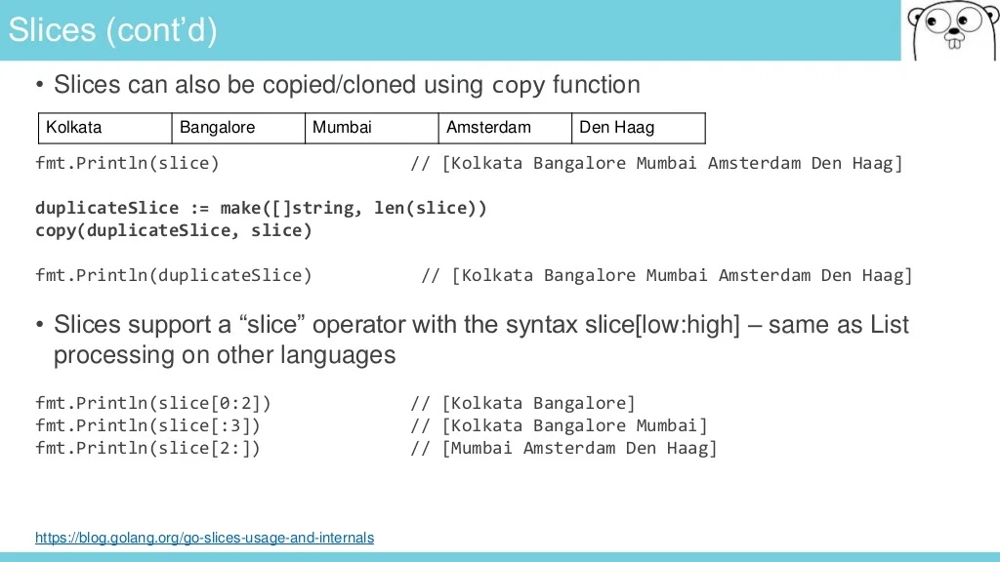 Slices (cont’d)
• Slices can also be copied/cloned using copy function
Kolkata Bangalore Mumbai Amsterdam Den Haag
fmt.Println(slice) // [Kolkata Bangalore Mumbai Amsterdam Den Haag]
duplicateSlice := make([]string, len(slice))
copy(duplicateSlice, slice)
fmt.Println(duplicateSlice) // [Kolkata Bangalore Mumbai Amsterdam Den Haag]
• Slices support a “slice” operator with the syntax slice[low:high] – same as List
processing on other languages
fmt.Println(slice[0:2]) // [Kolkata Bangalore]
fmt.Println(slice[:3]) // [Kolkata Bangalore Mumbai]
fmt.Println(slice[2:]) // [Mumbai Amsterdam Den Haag]
https://blog.golang.org/go-slices-usage-and-internals